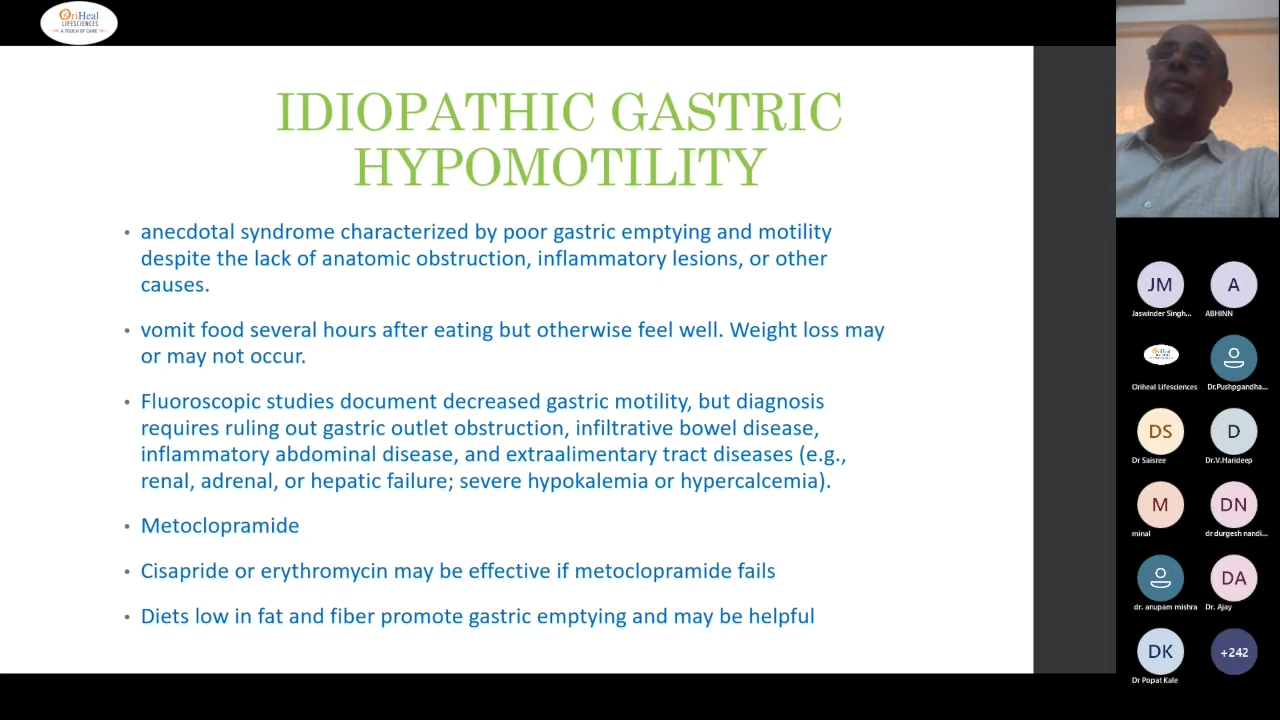 OriHeal
LIFESCIENCES
A TOUCH OF CARE
IDIOPATHIC GASTRIC
HYPOMOTILITY
• anecdotal syndrome characterized by poor gastric emptying and motility
despite the lack of anatomic obstruction, inflammatory lesions, or other
causes.
• vomit food several hours after eating but otherwise feel well. Weight loss may
or may not occur.
• Fluoroscopic studies document decreased gastric motility, but diagnosis
requires ruling out gastric outlet obstruction, infiltrative bowel disease,
inflammatory abdominal disease, and extraalimentary tract diseases (e.g.,
renal, adrenal, or hepatic failure; severe hypokalemia or hypercalcemia).
• Metoclopramide
• Cisapride or erythromycin may be effective if metoclopramide fails
• Diets low in fat and fiber promote gastric emptying and may be helpful
JM A
Jaswinder Singh... ABHINN
Oriheal Lifesciences Dr.Pushpgandha...
DS D
Dr Saisree Dr.V.Harideep
M DN
minal dr durgesh nandi...
DA
dr. anupam mishra Dr. Ajay
DK +242
Dr Popat Kale